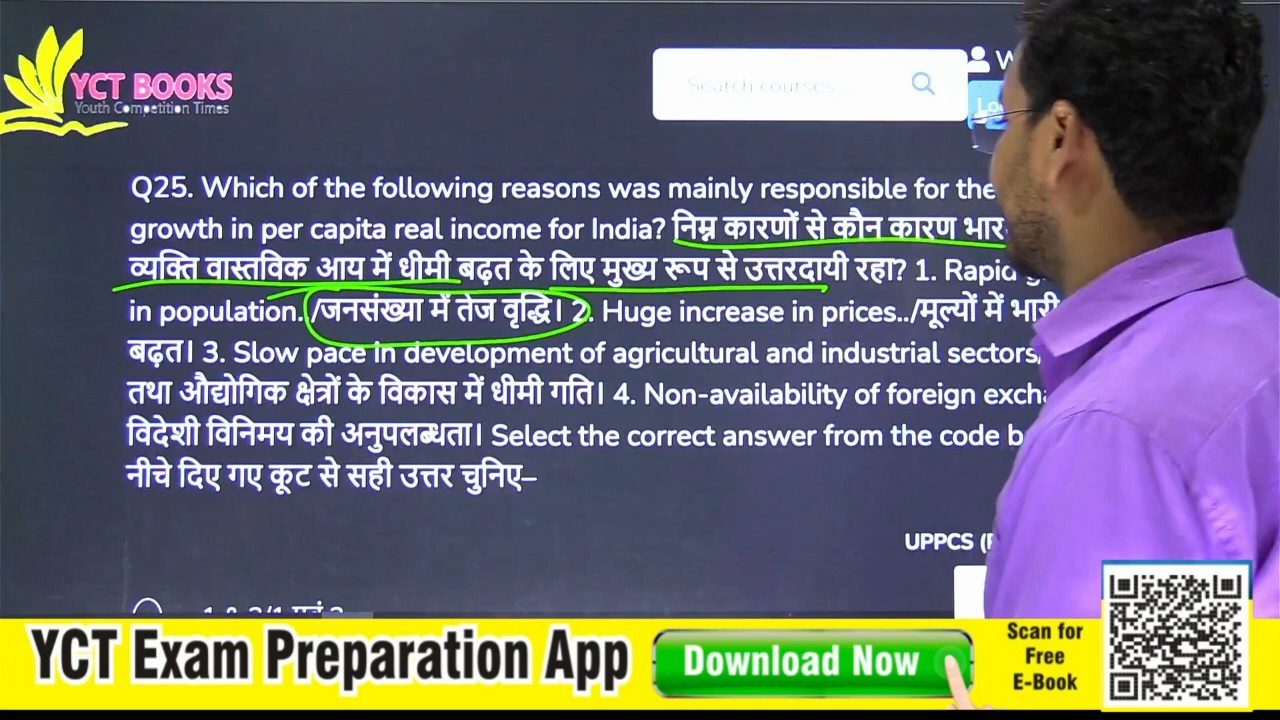 YCT BOOKS
Youth Competition Times
Search courses
W
Q25. Which of the following reasons was mainly responsible for the
growth in per capita real income for India? निम्न कारणों से कौन कारण भार
व्यक्ति वास्तविक आय में धीमी बढ़त के लिए मुख्य रूप से उत्तरदायी रहा? 1. Rapid g
in population. /जनसंख्या में तेज वृद्धि। 2. Huge increase in prices../मूल्यों में भारी
बढ़त। 3. Slow pace in development of agricultural and industrial sectors/
तथा औद्योगिक क्षेत्रों के विकास में धीमी गति। 4. Non-availability of foreign
विदेशी विनिमय की अनुपलब्धता। Select the correct answer from the code
नीचे दिए गए कूट से सही उत्तर चुनिए–
UPPCS
YCT Exam Preparation App
Download Now
Scan for
Free
E-Book